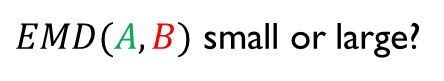 EMD(A, B) small or large?